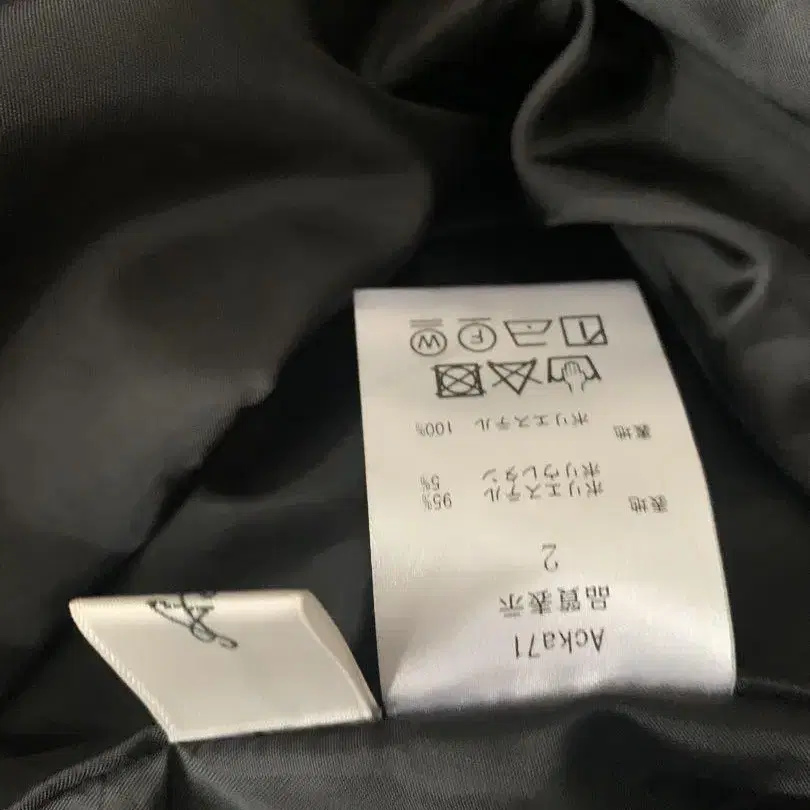 Acka71
品質表示
2
表地 ポリエステル 95%
ポリウレタン 5%
裏地 ポリエステル 100%
F W